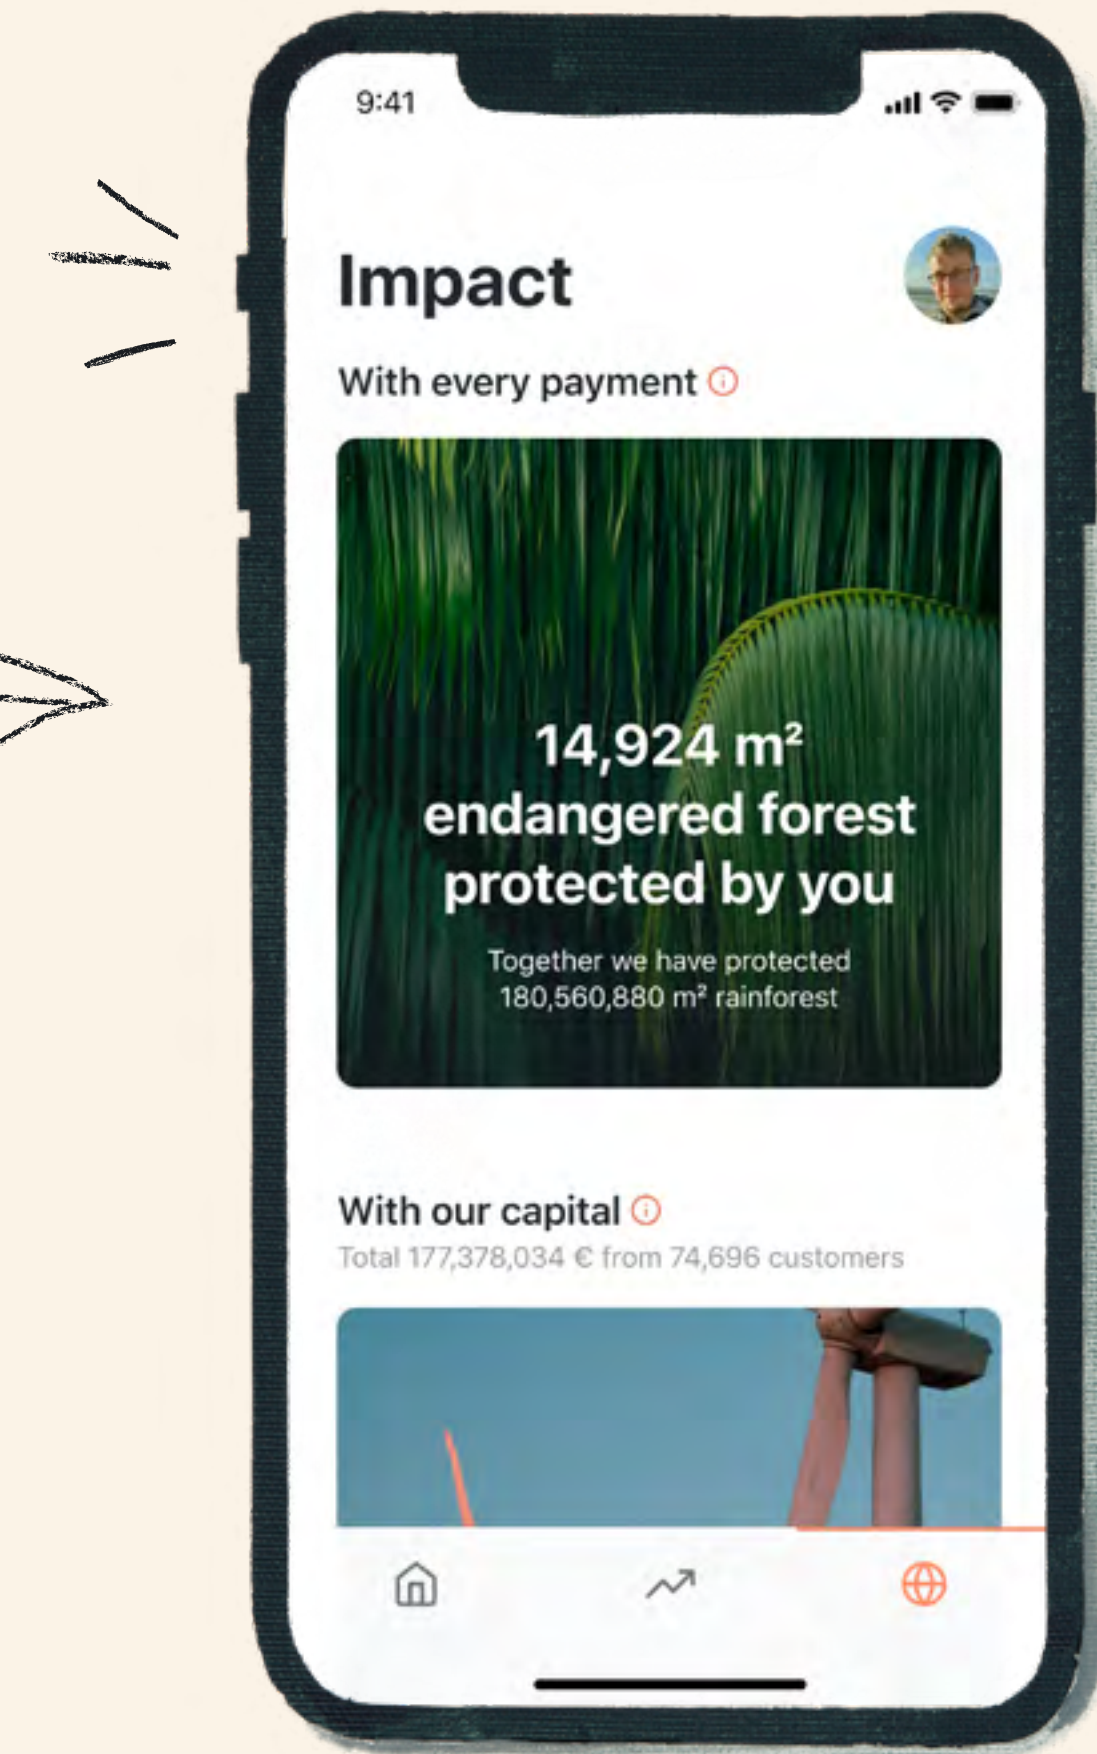 9:41
Impact
With every payment
14,924 m²
endangered forest
protected by you
Together we have protected
180,560,880 m² rainforest
With our capital
Total 177,378,034 € from 74,696 customers